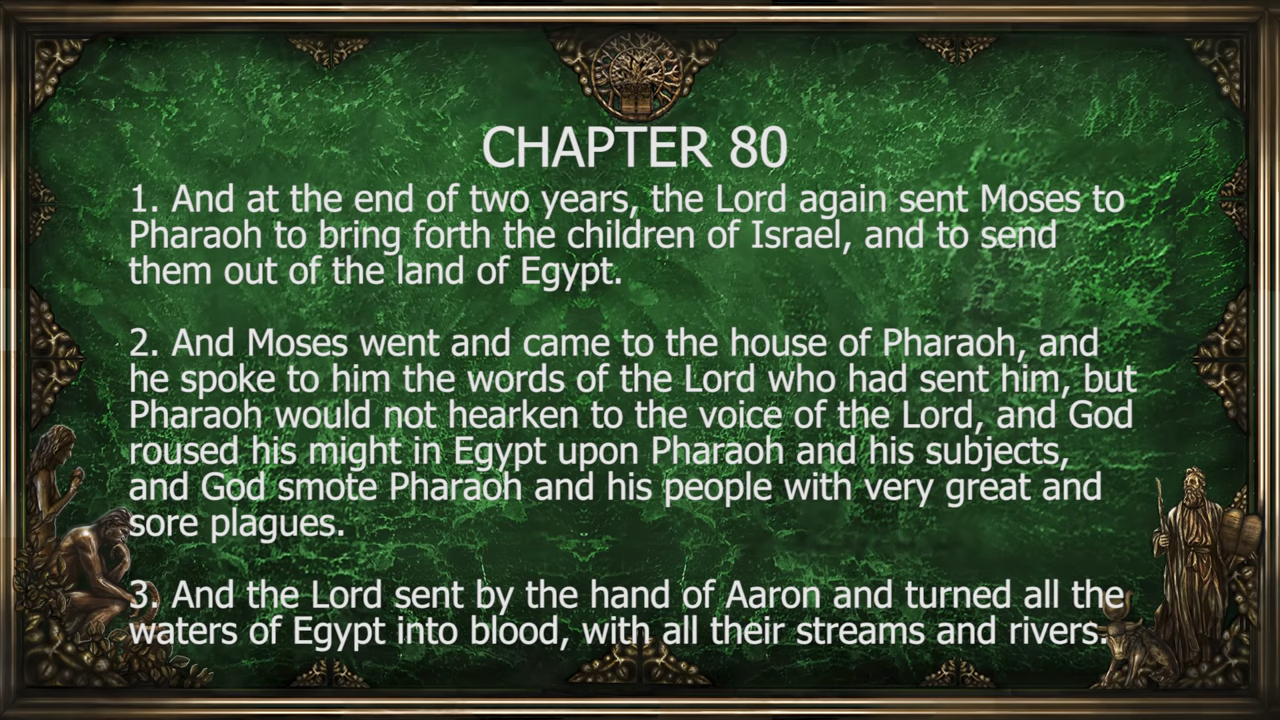 CHAPTER 80
1. And at the end of two years, the Lord again sent Moses to
Pharaoh to bring forth the children of Israel, and to send
them out of the land of Egypt.
2. And Moses went and came to the house of Pharaoh, and
he spoke to him the words of the Lord who had sent him, but
Pharaoh would not hearken to the voice of the Lord, and God
roused his might in Egypt upon Pharaoh and his subjects,
and God smote Pharaoh and his people with very great and
sore plagues.
3. And the Lord sent by the hand of Aaron and turned all the
waters of Egypt into blood, with all their streams and rivers.